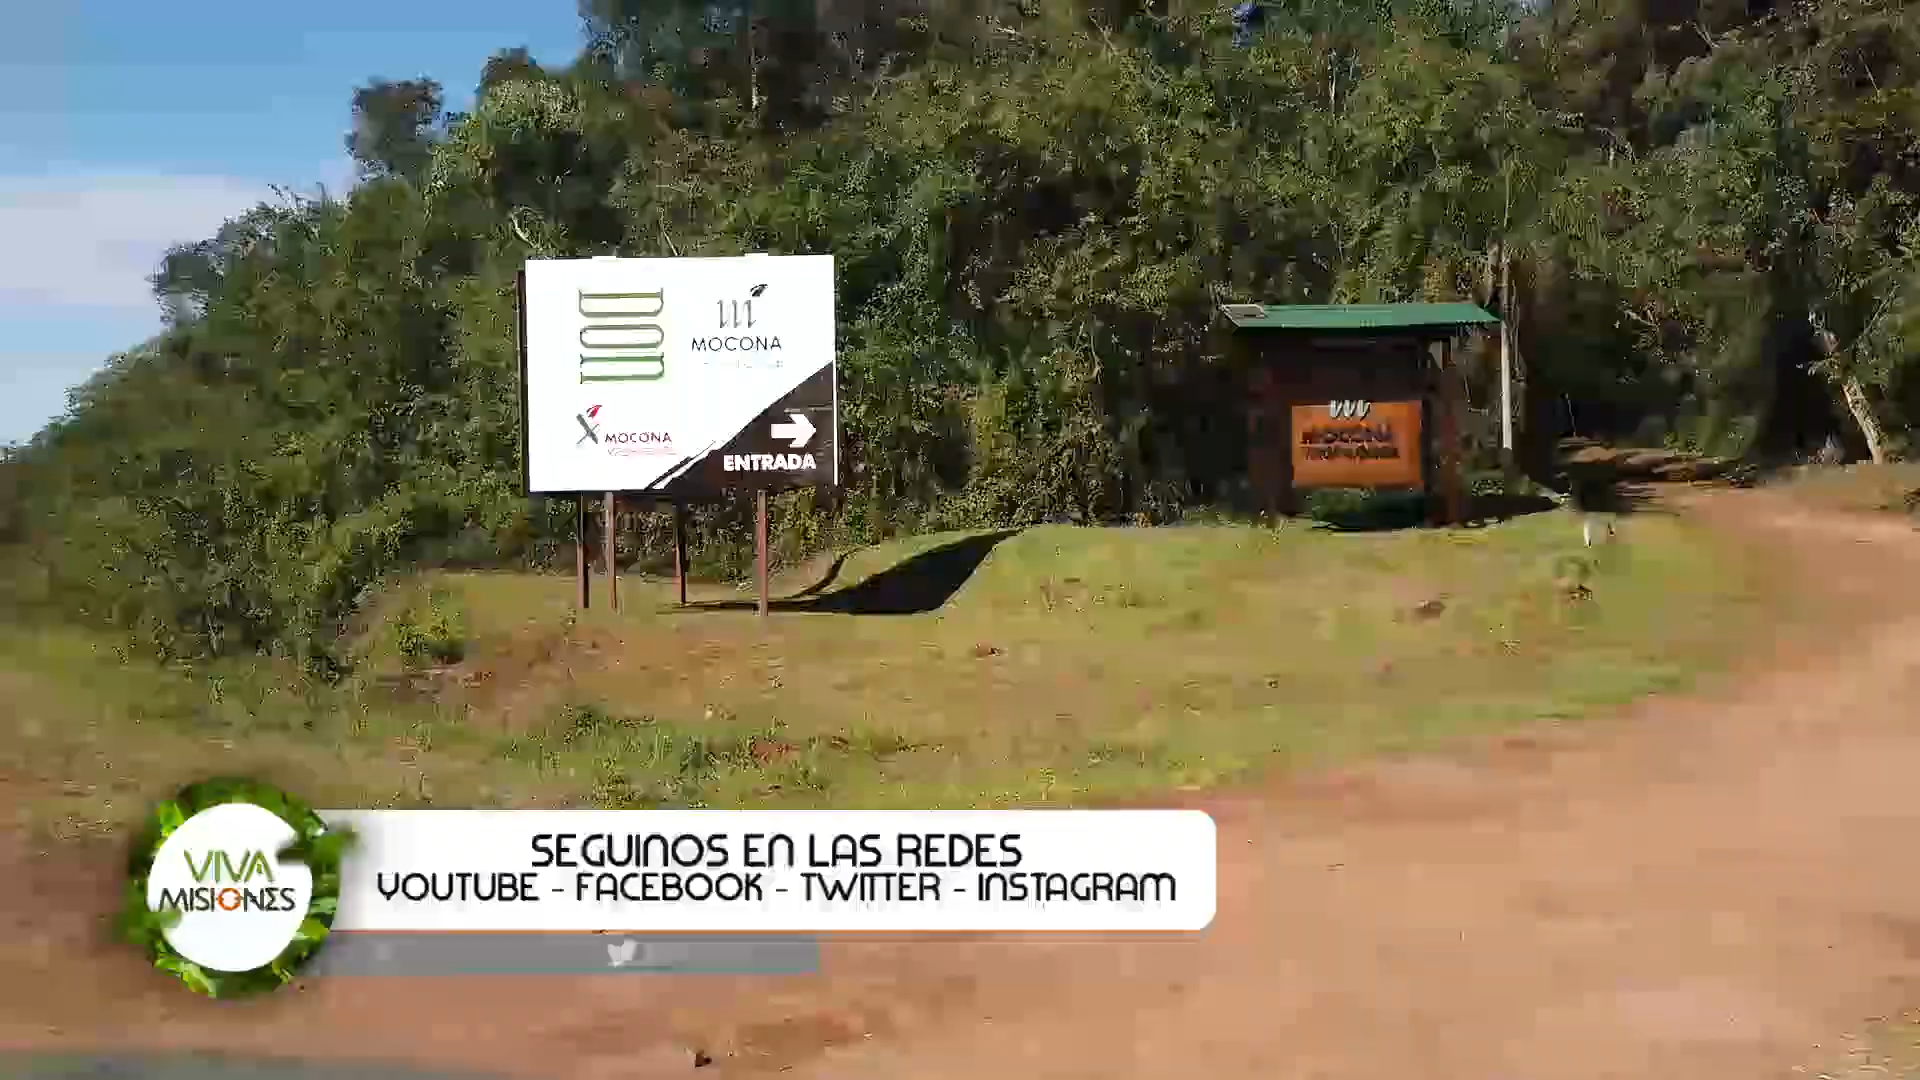 MOCONA
X MOCONA
ENTRADA
MOCONA
VIVA
MISIONES
SEGUINOS EN LAS REDES
YOUTUBE - FACEBOOK - TWITTER - INSTAGRAM